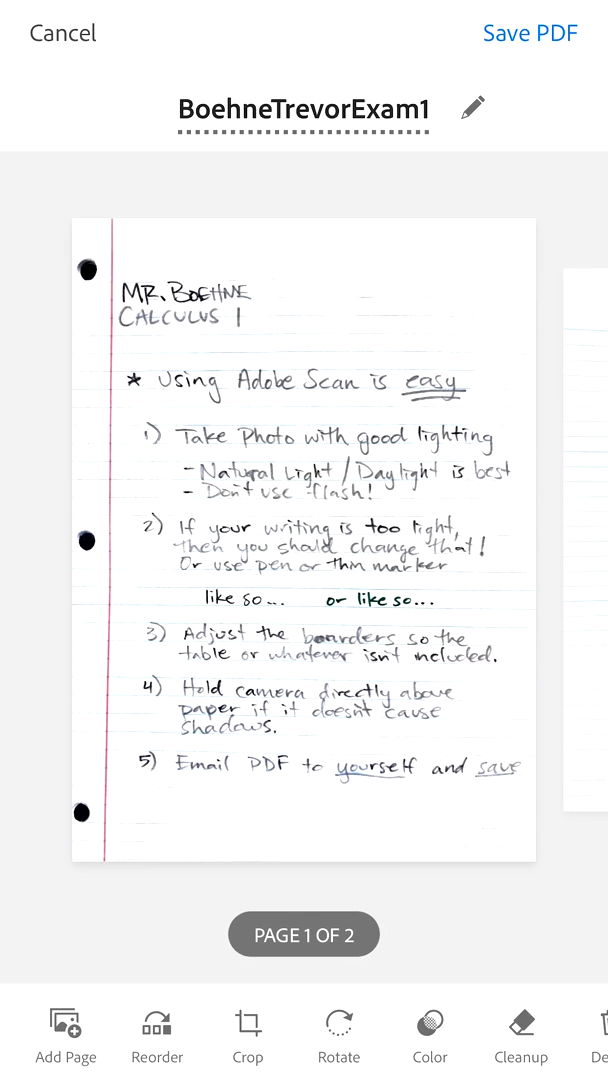 Cancel
Save PDF
BoehneTrevorExam1
MR. BOEHNE
CALCULUS 1
* Using Adobe Scan is easy
1) Take Photo with good lighting
- Natural Light / Daylight is best
- Don't use flash!
2) If your writing is too light,
then you should change that!
Or use pen or thin marker
like so... or like so...
3) Adjust the boarders so the
table or whatever isn't included.
4) Hold camera directly above
paper if it doesn't cause
shadows.
5) Email PDF to yourself and save
PAGE 1 OF 2
Add Page
Reorder
Crop
Rotate
Color
Cleanup
De